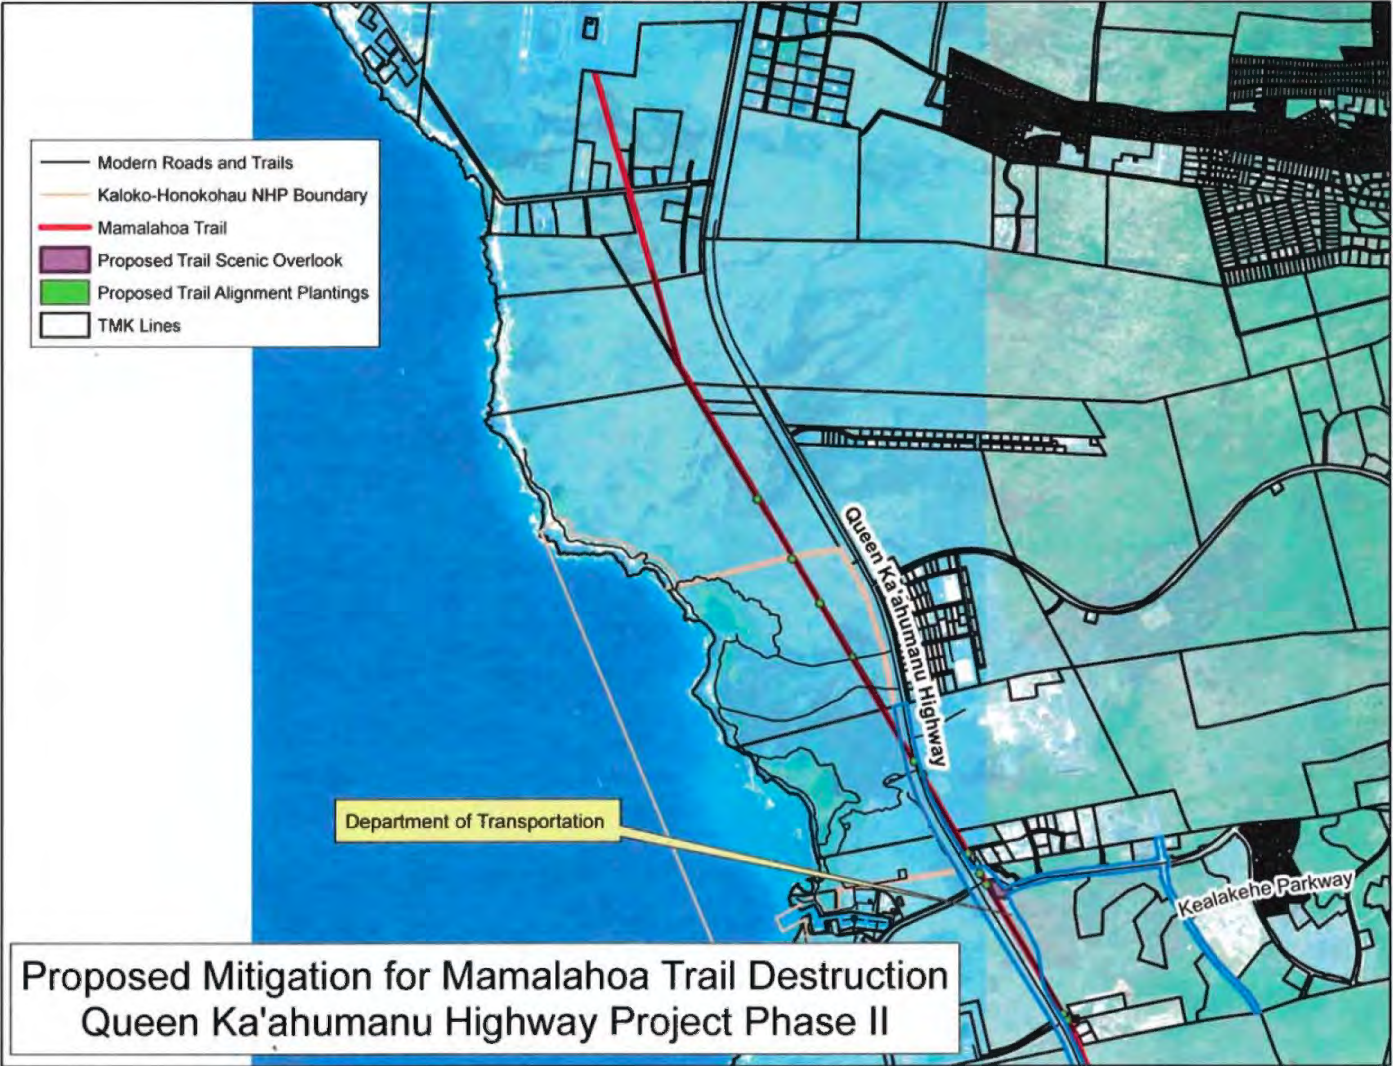 Modern Roads and Trails
Kaloko-Honokohau NHP Boundary
Mamalahoa Trail
Proposed Trail Scenic Overlook
Proposed Trail Alignment Plantings
TMK Lines
Queen Ka'ahumanu Highway
Department of Transportation
Kealakehe Parkway
Proposed Mitigation for Mamalahoa Trail Destruction
Queen Ka'ahumanu Highway Project Phase II